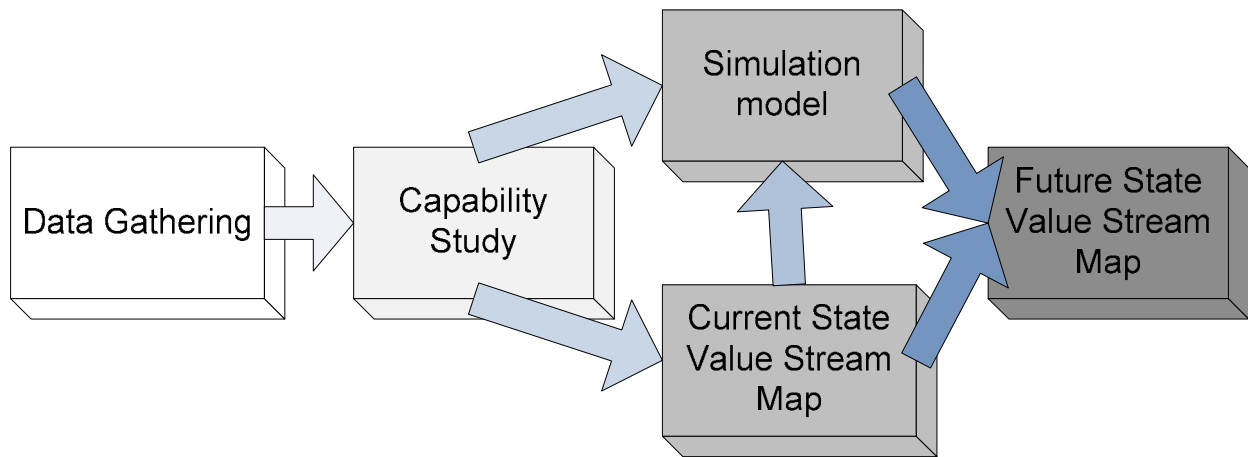 Data Gathering
Capability
Study
Simulation
model
Current State
Value Stream
Map
Future State
Value Stream
Map